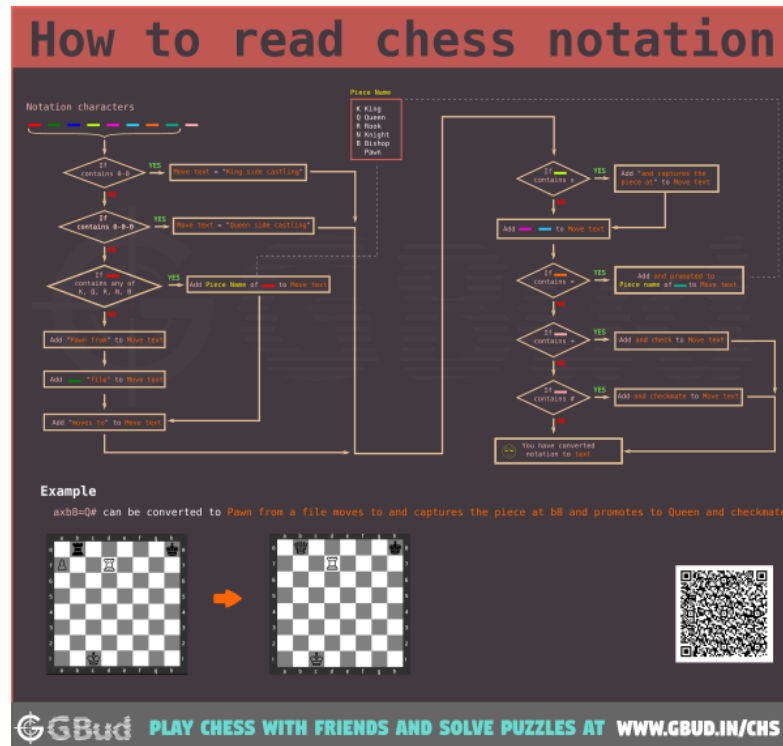 How to read chess notation
Piece Name
K King
Q Queen
R Rook
N Knight
B Bishop
Pawn
Notation characters
If
contains 0-0
YES
Move text = "King side castling"
If
contains 0-0-0
YES
Move text = "Queen side castling"
If
contains any of
K, Q, R, N, B
YES
Add Piece Name of to Move text
Add "Pawn from" to Move text
Add "file" to Move text
Add "moves to" to Move text
If
contains x
YES
Add "and captures the
piece at" to Move text
Add to Move text
If
contains =
YES
Add and promoted to
Piece name of to Move text
If
contains +
YES
Add and check to Move text
If
contains #
YES
Add and checkmate to Move text
You have converted
notation to text
Example
axb8=Q# can be converted to Pawn from a file moves to and captures the piece at b8 and promotes to Queen and checkmate
GBud PLAY CHESS WITH FRIENDS AND SOLVE PUZZLES AT WWW.GBUD.IN/CHS